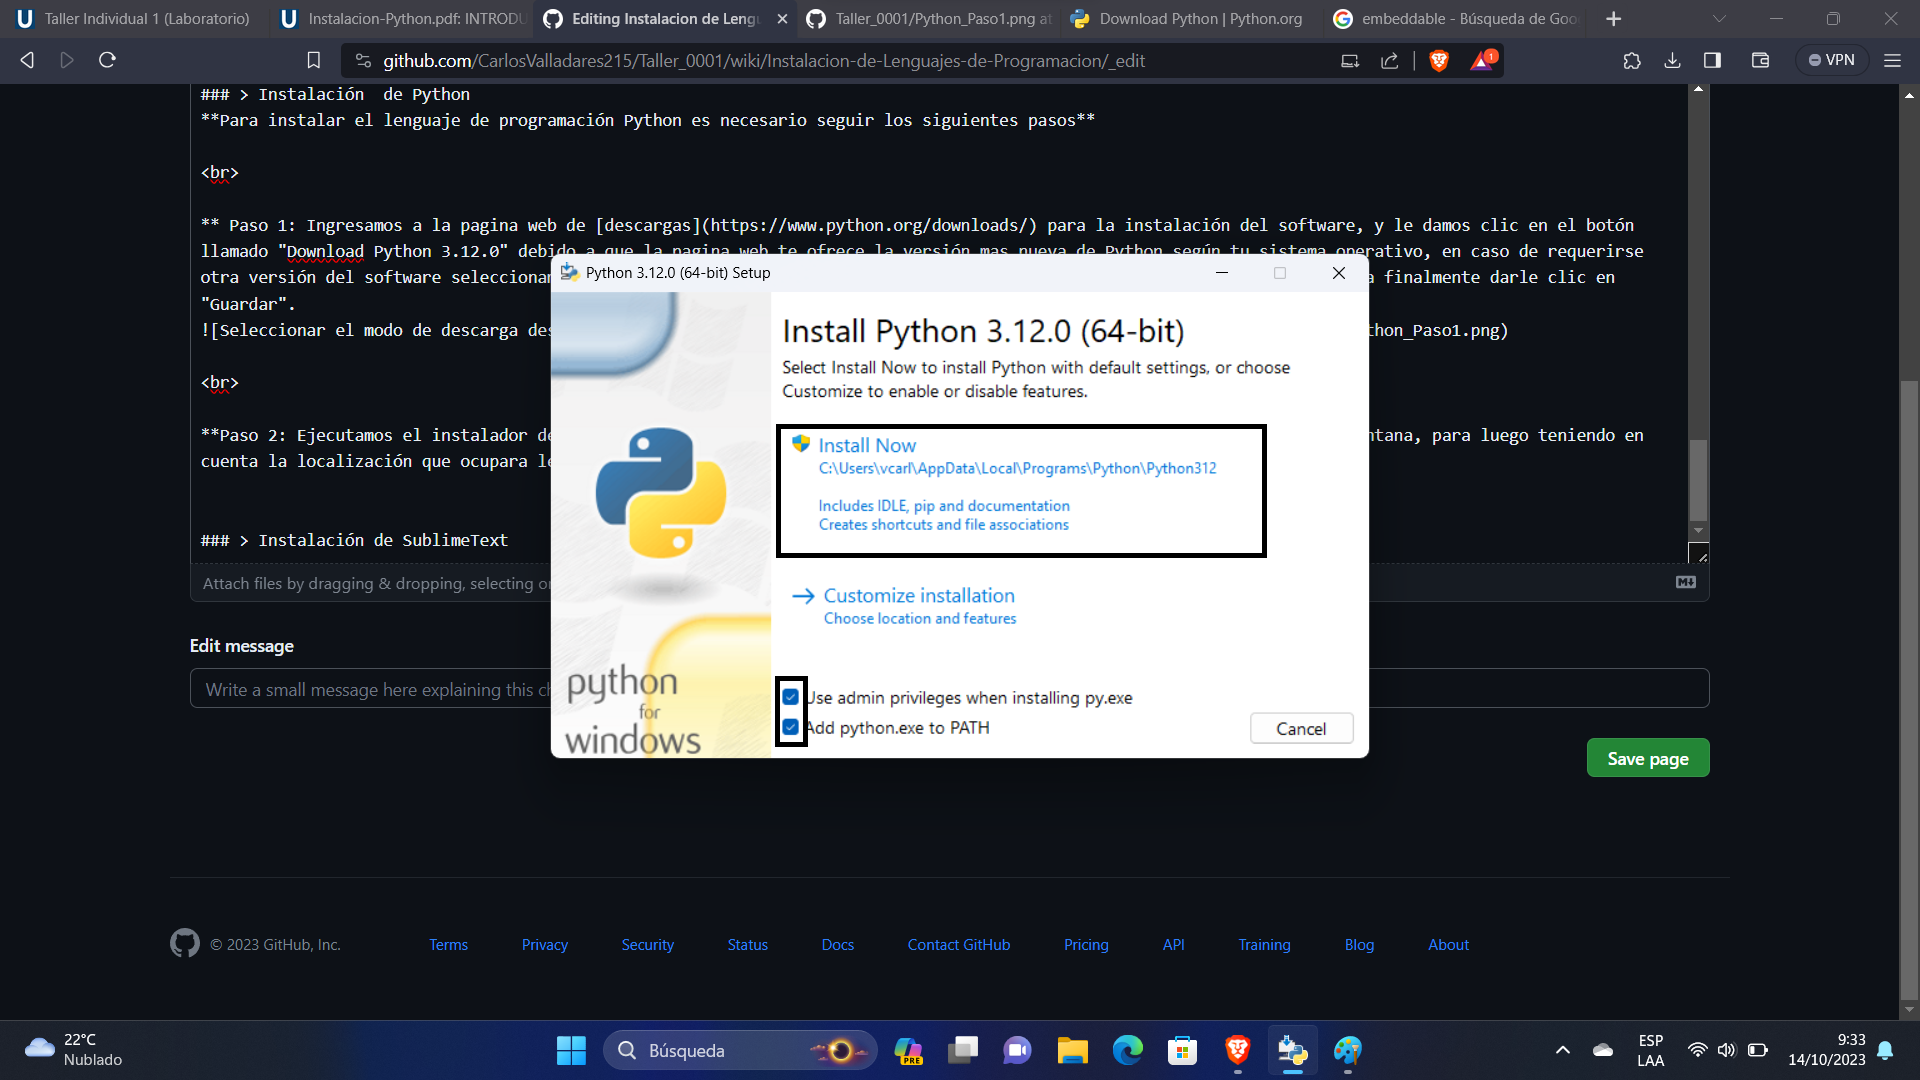 Taller Individual 1 (Laboratorio)
Instalacion-Python.pdf: INTRODU
Editing Instalacion de Leng
Taller_0001/Python_Paso1.png at
Download Python | Python.org
embeddable - Búsqueda de Goo
github.com/CarlosValladares215/Taller_0001/wiki/Instalacion-de-Lenguajes-de-Programacion/_edit
1
VPN
### > Instalación  de Python
**Para instalar el lenguaje de programación Python es necesario seguir los siguientes pasos**
<br>
** Paso 1: Ingresamos a la pagina web de [descargas](https://www.python.org/downloads/) para la instalación del software, y le damos clic en el botón
llamado "Download Python 3.12.0" debido a que la pagina web te ofrece la versión mas nueva de Python según tu sistema operativo, en caso de requerirse
otra versión del software seleccionan
a finalmente darle clic en
"Guardar".
![Seleccionar el modo de descarga des
thon_Paso1.png)
<br>
**Paso 2: Ejecutamos el instalador de
ntana, para luego teniendo en
cuenta la localización que ocupara le
### > Instalación de SublimeText
Attach files by dragging & dropping, selecting or
Edit message
Write a small message here explaining this ch
Save page
Python 3.12.0 (64-bit) Setup
Install Python 3.12.0 (64-bit)
Select Install Now to install Python with default settings, or choose
Customize to enable or disable features.
Install Now
C:\Users\vcarl\AppData\Local\Programs\Python\Python312
Includes IDLE, pip and documentation
Creates shortcuts and file associations
Customize installation
Choose location and features
Use admin privileges when installing py.exe
Add python.exe to PATH
Cancel
python
for
windows
© 2023 GitHub, Inc.
Terms
Privacy
Security
Status
Docs
Contact GitHub
Pricing
API
Training
Blog
About
22°C
Nublado
Búsqueda
PRE
ESP
LAA
9:33
14/10/2023